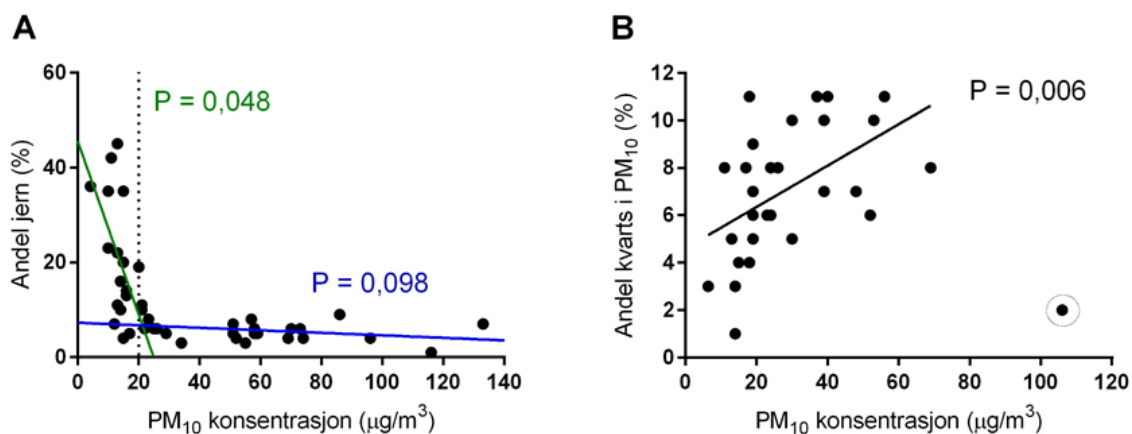 A
Andel jern (%)
60
40
20
0
P = 0,048
P = 0,098
0 20 40 60 80 100 120 140
PM₁₀ konsentrasjon (μg/m³)
B
Andel kvarts i PM₁₀ (%)
12
10
8
6
4
2
0
P = 0,006
0 20 40 60 80 100 120
PM₁₀ konsentrasjon (μg/m³)